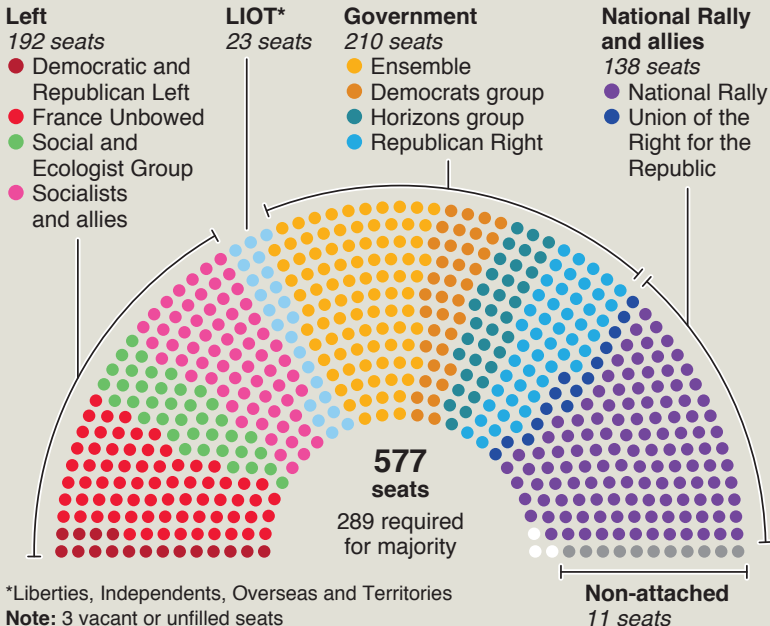 Left
192 seats
Democratic and
Republican Left
France Unbowed
Social and
Ecologist Group
Socialists
and allies
LIOT*
23 seats
Government
210 seats
Ensemble
Democrats group
Horizons group
Republican Right
National Rally
and allies
138 seats
National Rally
Union of the
Right for the
Republic
577
seats
289 required
for majority
*Liberties, Independents, Overseas and Territories
Note: 3 vacant or unfilled seats
Non-attached
11 seats